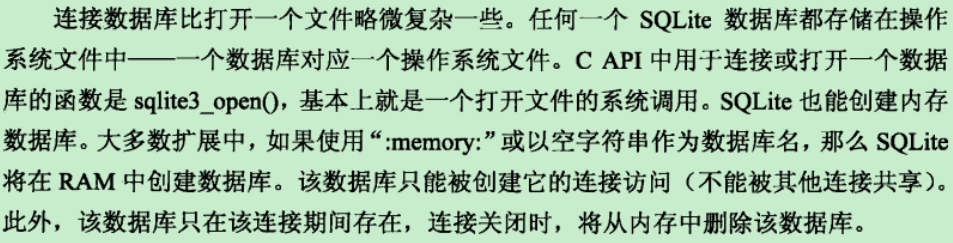 连接数据库比打开一个文件略微复杂一些。任何一个 SQLite 数据库都存储在操作
系统文件中——一个数据库对应一个操作系统文件。C API 中用于连接或打开一个数据
库的函数是 sqlite3_open(),基本上就是一个打开文件的系统调用。SQLite 也能创建内存
数据库。大多数扩展中,如果使用“:memory:”或以空字符串作为数据库名,那么 SQLite
将在 RAM 中创建数据库。该数据库只能被创建它的连接访问(不能被其他连接共享)。
此外,该数据库只在该连接期间存在,连接关闭时,将从内存中删除该数据库。